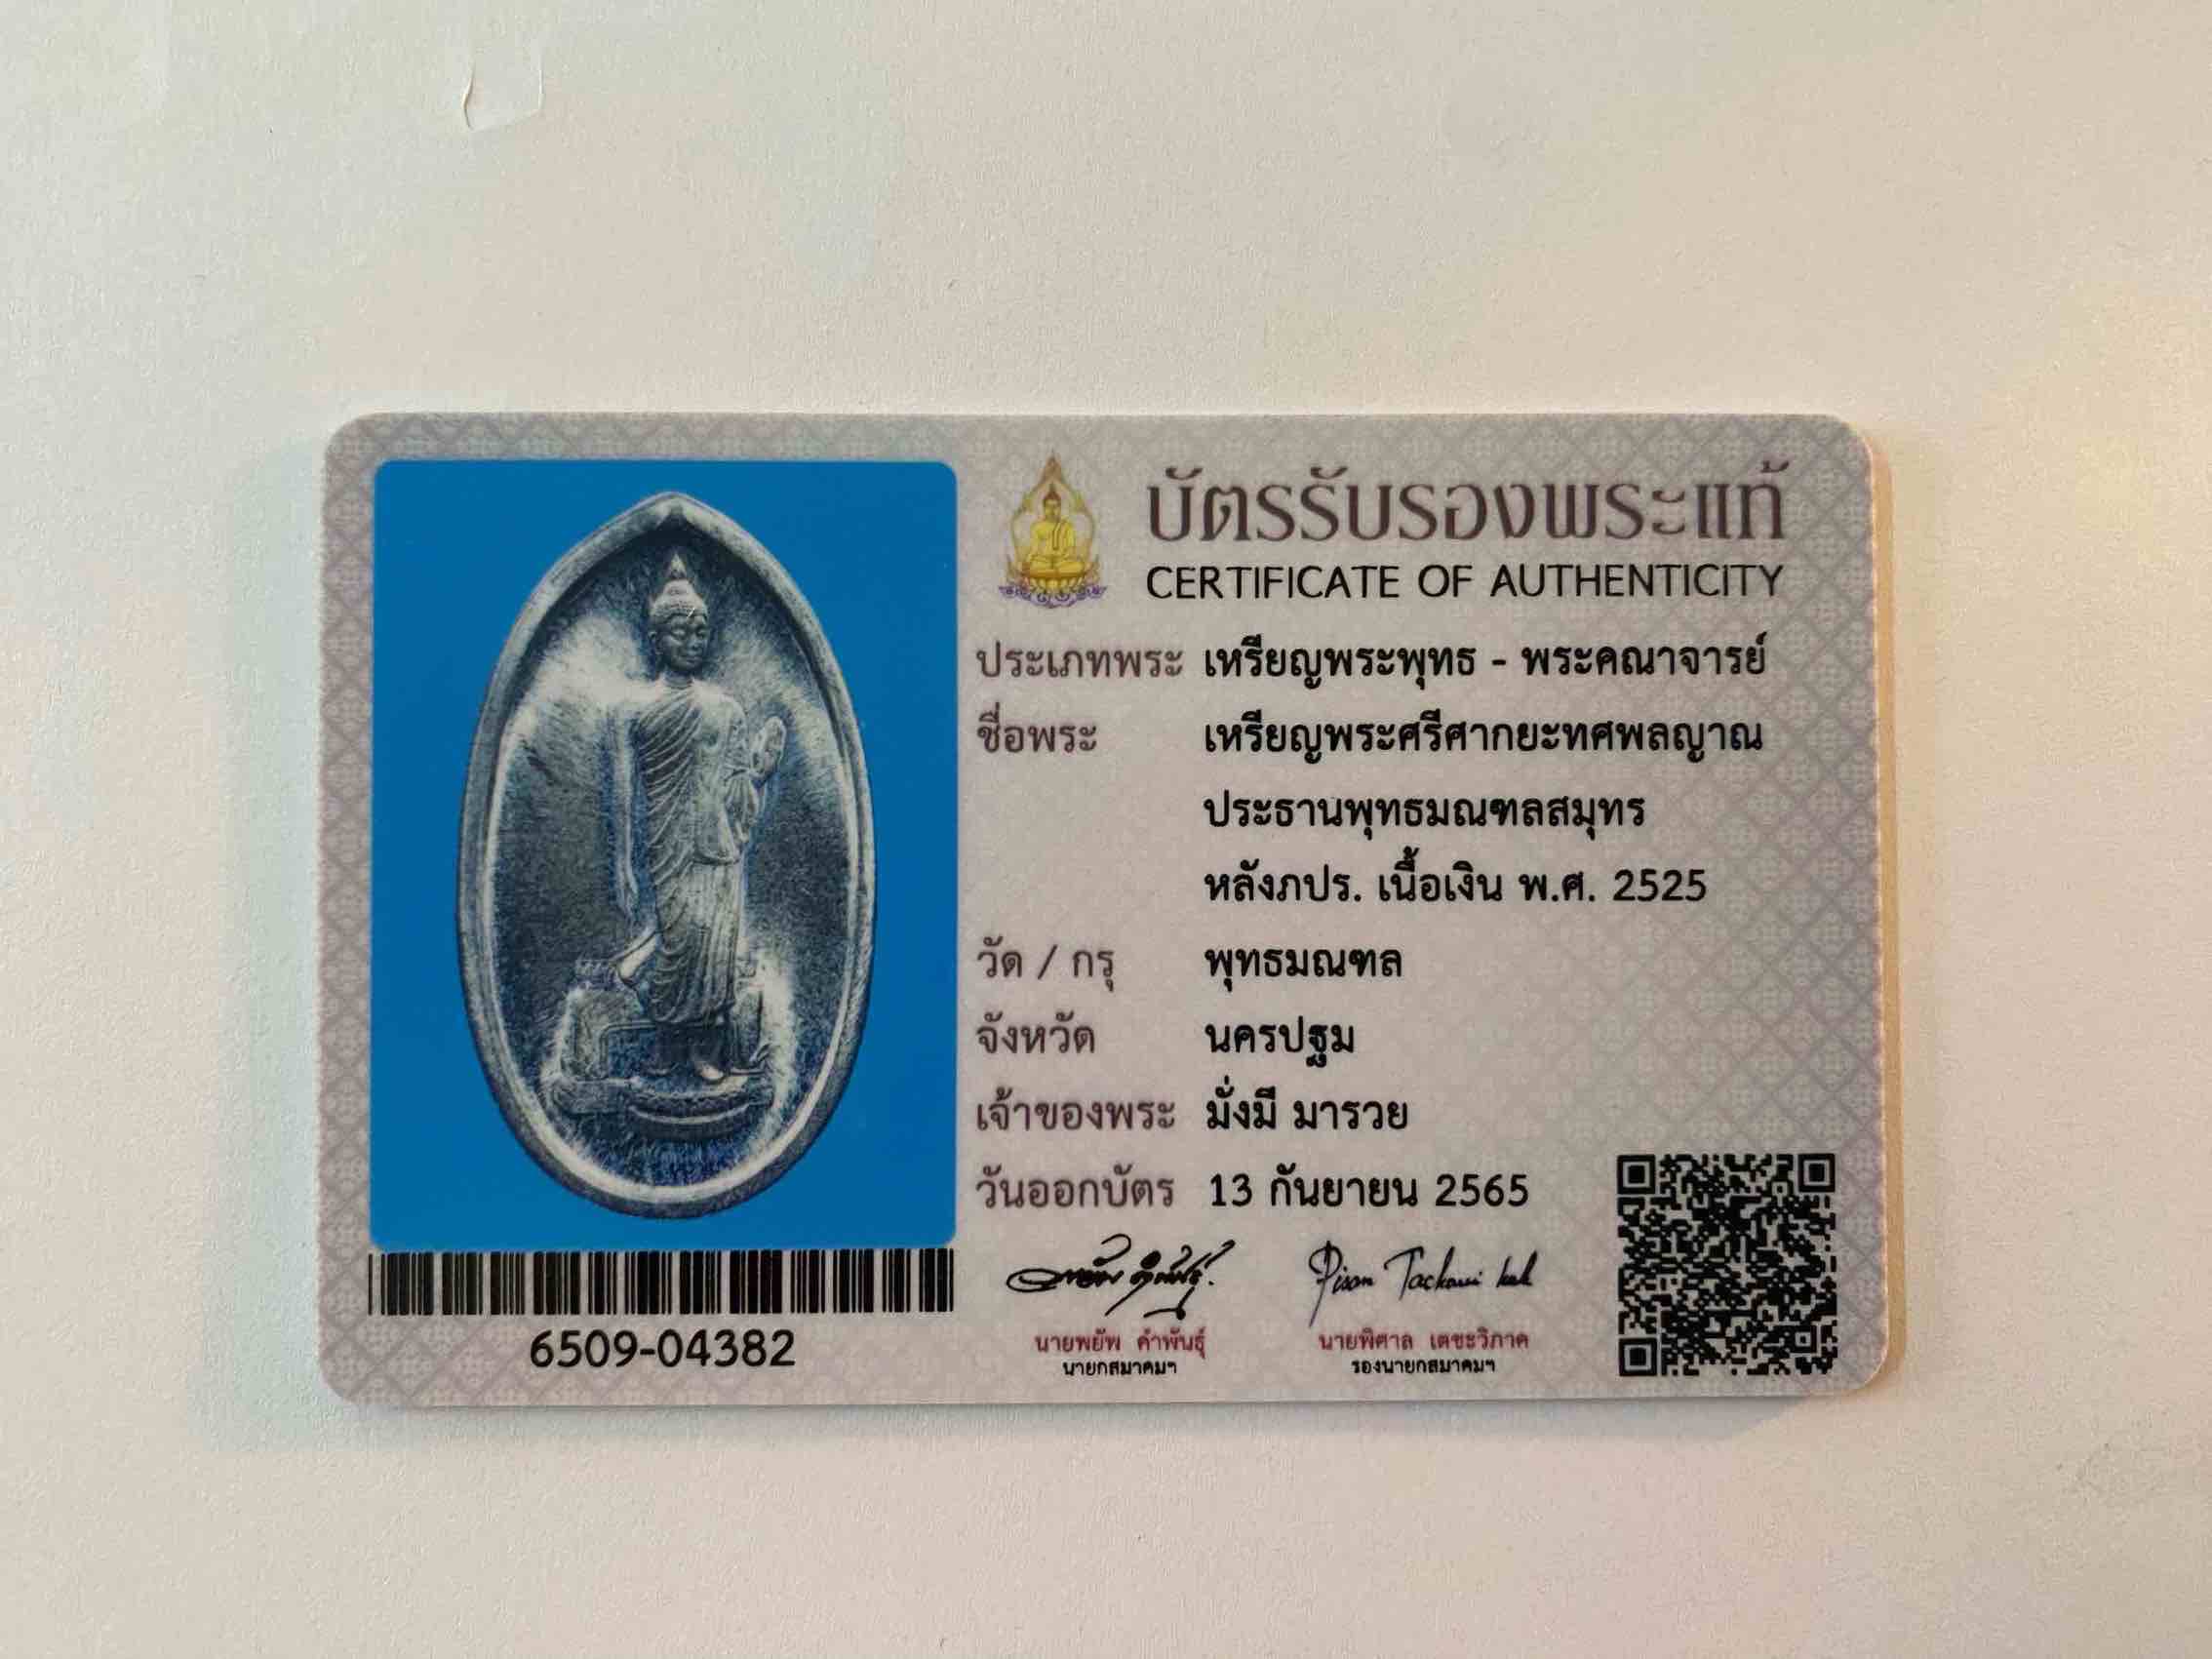 บัตรรับรองพระแท้
CERTIFICATE OF AUTHENTICITY
ประเภทพระ เหรียญพระพุทธ - พระคณาจารย์
ชื่อพระ เหรียญพระศรีศากยะทศพลญาณ
ประธานพุทธมณฑลสมุทร
หลังภปร. เนื้อเงิน พ.ศ. 2525
วัด / กรุ พุทธมณฑล
จังหวัด นครปฐม
เจ้าของพระ มั่งมี มารวย
วันออกบัตร 13 กันยายน 2565
6509-04382
นายพยัพ คำพันธุ์ นายพิศาล เตชะวิภาค
นายกสมาคมฯ รองนายกสมาคมฯ